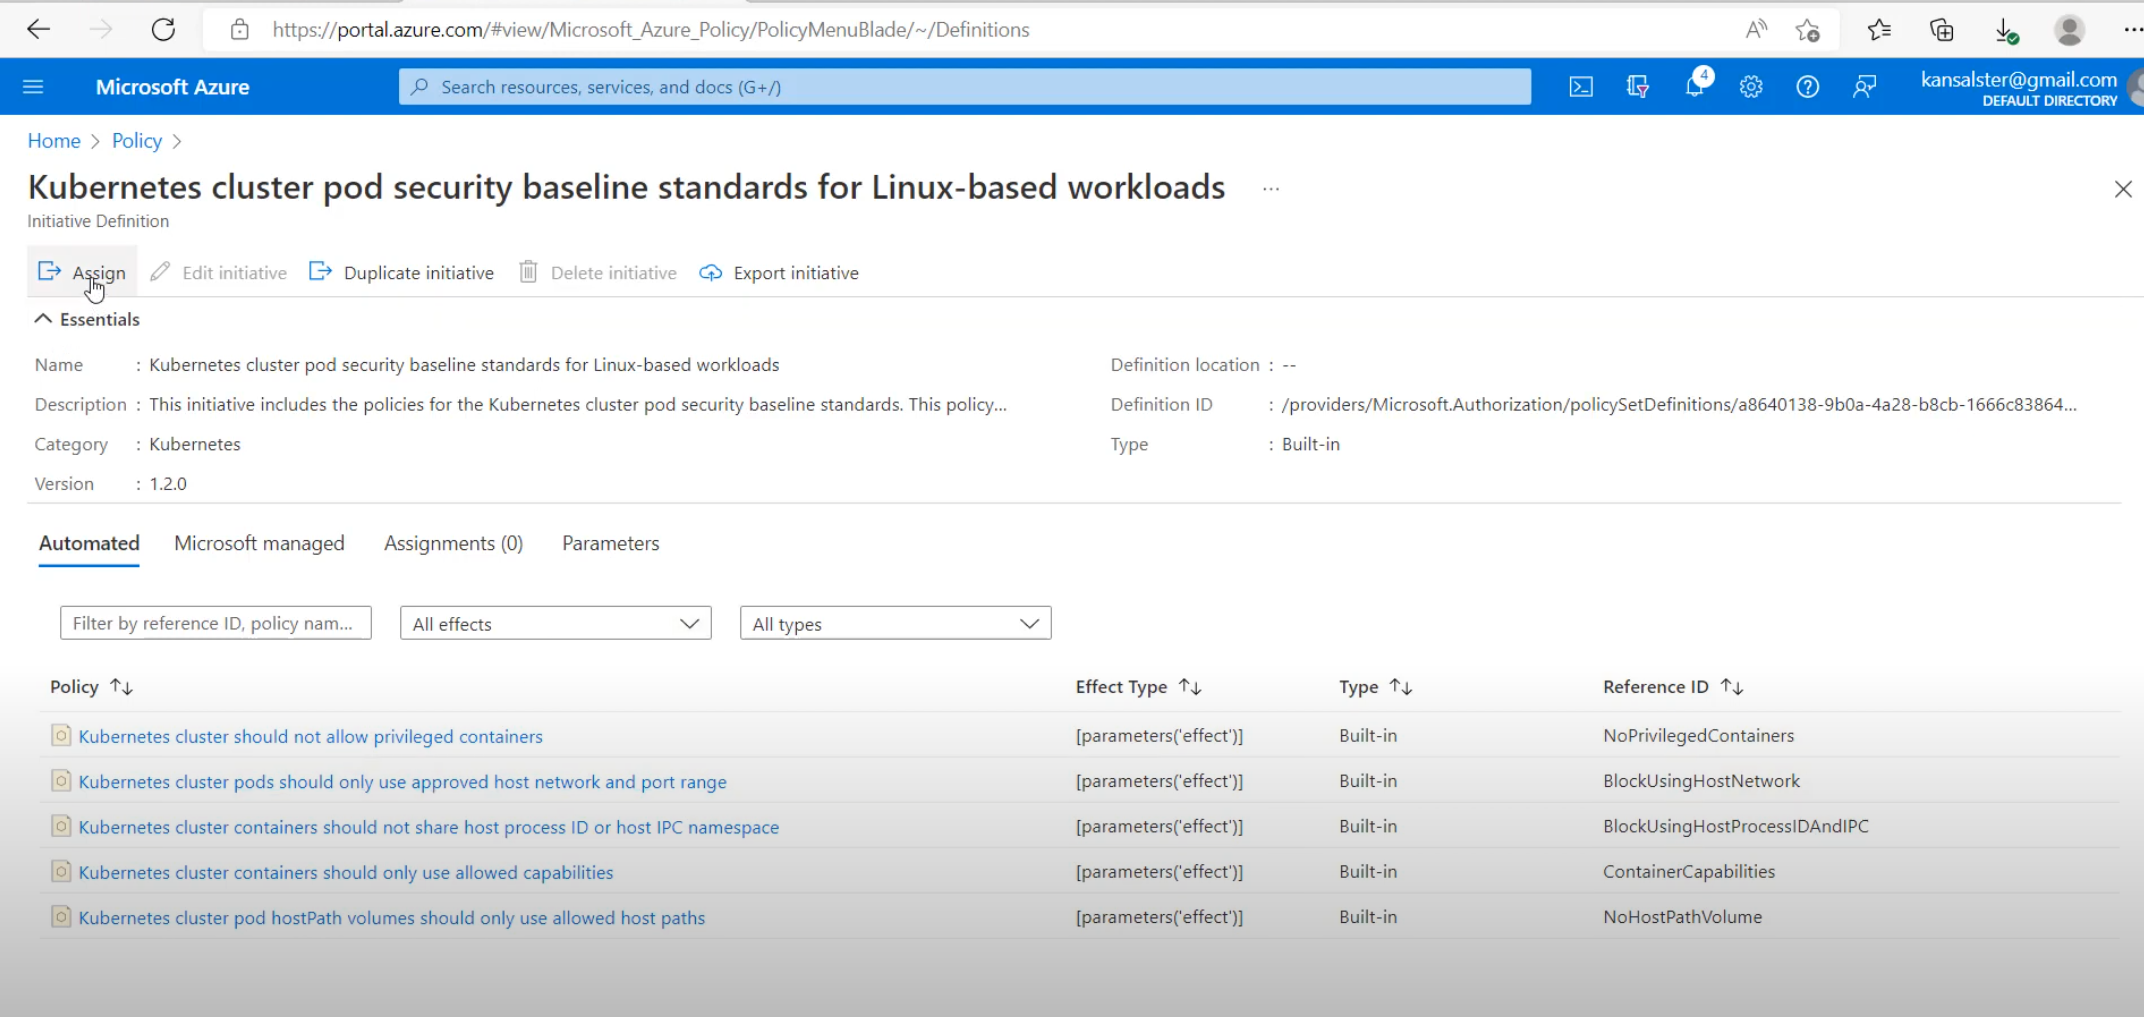 https://portal.azure.com/#view/Microsoft_Azure_Policy/PolicyMenuBlade/~/Definitions
Microsoft Azure
Search resources, services, and docs (G+/)
4
kansalster@gmail.com
DEFAULT DIRECTORY
Home > Policy >
Kubernetes cluster pod security baseline standards for Linux-based workloads ...
Initiative Definition
Assign Edit initiative Duplicate initiative Delete initiative Export initiative
Essentials
Name : Kubernetes cluster pod security baseline standards for Linux-based workloads
Definition location : --
Description : This initiative includes the policies for the Kubernetes cluster pod security baseline standards. This policy...
Definition ID : /providers/Microsoft.Authorization/policySetDefinitions/a8640138-9b0a-4a28-b8cb-1666c83864...
Category : Kubernetes
Type : Built-in
Version : 1.2.0
Automated Microsoft managed Assignments (0) Parameters
Filter by reference ID, policy nam... All effects All types
Policy Effect Type Type Reference ID
Kubernetes cluster should not allow privileged containers [parameters('effect')] Built-in NoPrivilegedContainers
Kubernetes cluster pods should only use approved host network and port range [parameters('effect')] Built-in BlockUsingHostNetwork
Kubernetes cluster containers should not share host process ID or host IPC namespace [parameters('effect')] Built-in BlockUsingHostProcessIDAndIPC
Kubernetes cluster containers should only use allowed capabilities [parameters('effect')] Built-in ContainerCapabilities
Kubernetes cluster pod hostPath volumes should only use allowed host paths [parameters('effect')] Built-in NoHostPathVolume